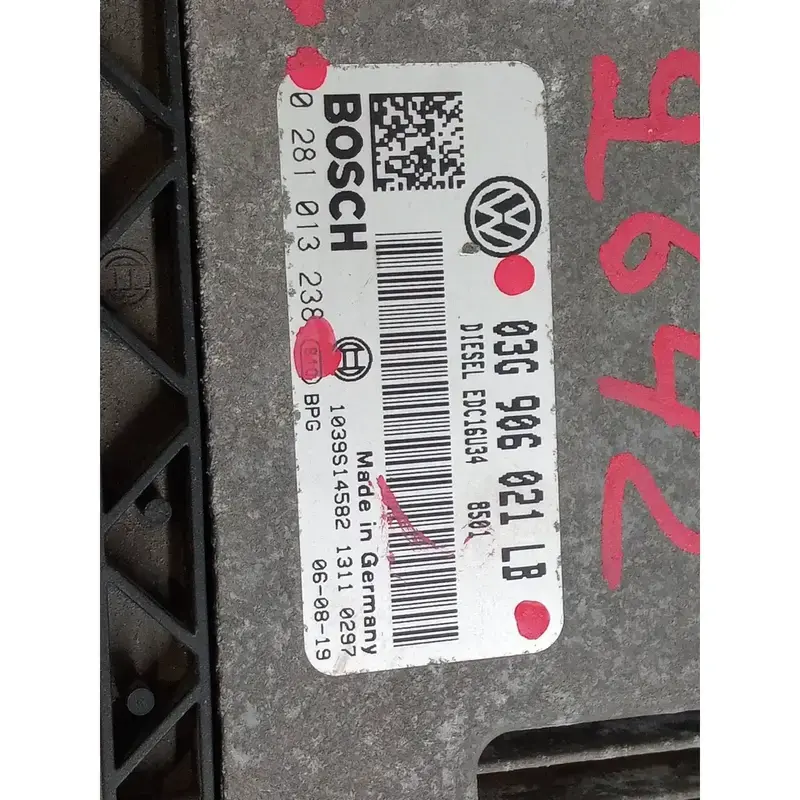 03G 906 021 LB
DIESEL EDC16U34 8501
BOSCH
Made in Germany
1039S14582 1311 0297
0 281 013 238 BPG
06-08-19